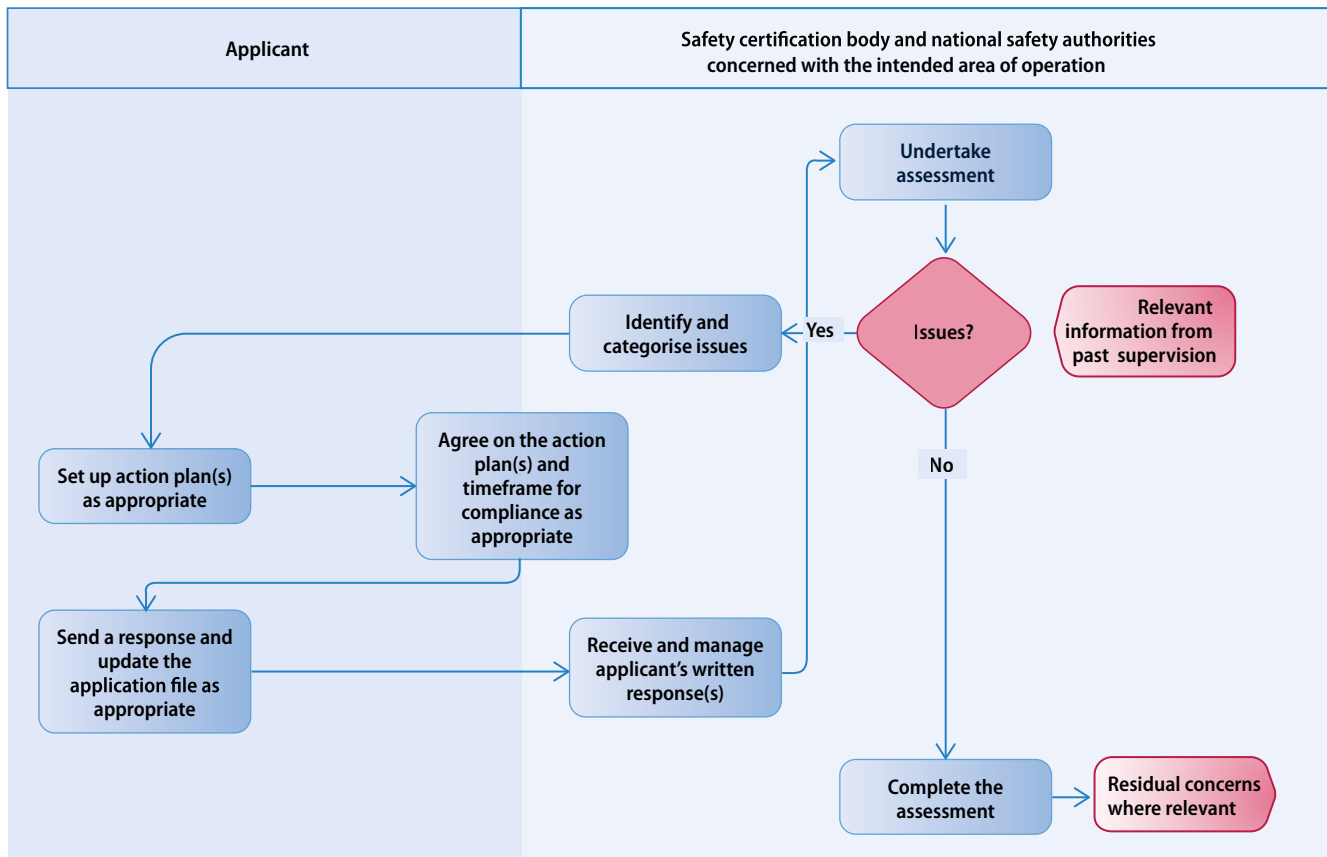 Applicant
Safety certification body and national safety authorities
concerned with the intended area of operation
Undertake
assessment
Issues?
Relevant
information from
past supervision
Yes
Identify and
categorise issues
Set up action plan(s)
as appropriate
Agree on the action
plan(s) and
timeframe for
compliance as
appropriate
No
Send a response and
update the
application file as
appropriate
Receive and manage
applicant’s written
response(s)
Complete the
assessment
Residual concerns
where relevant